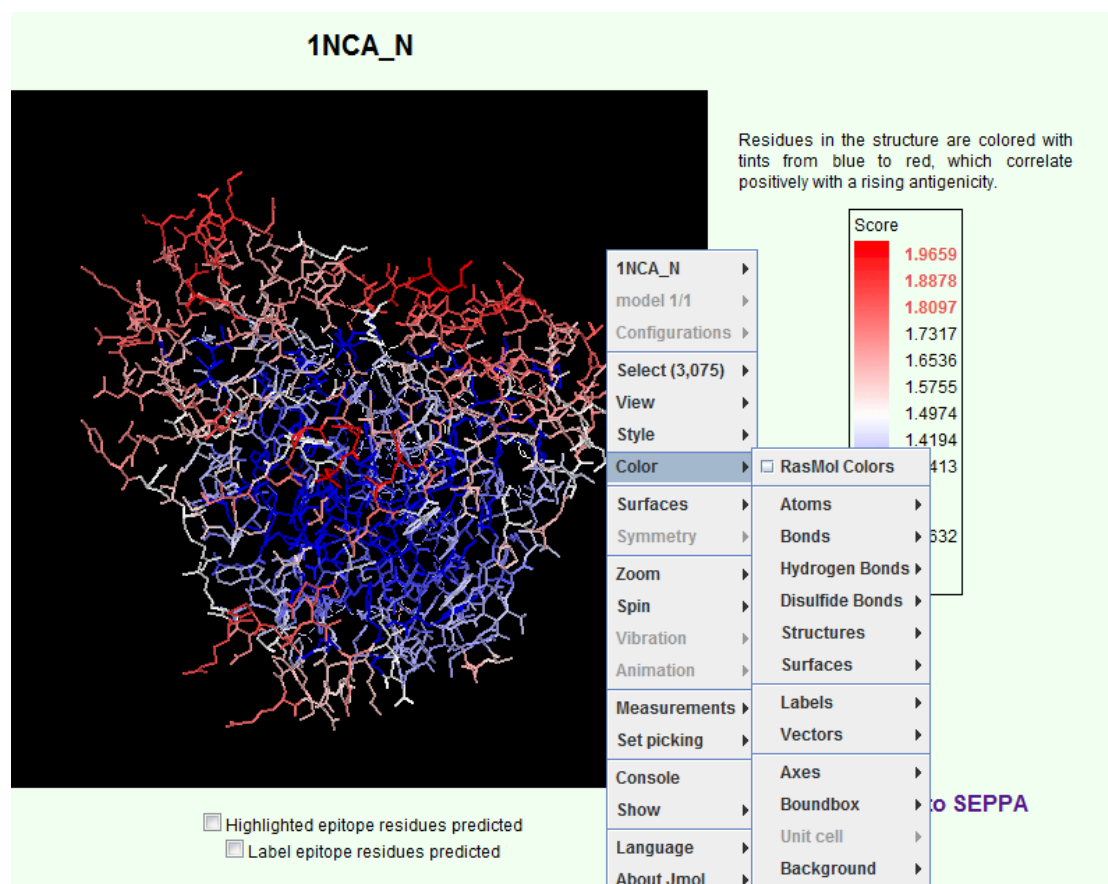 1NCA_N
Residues in the structure are colored with
tints from blue to red, which correlate
positively with a rising antigenicity.
Score
1.9659
1.8878
1.8097
1.7317
1.6536
1.5755
1.4974
1.4194
413
632
1NCA_N
model 1/1
Configurations
Select (3,075)
View
Style
Color
Surfaces
Symmetry
Zoom
Spin
Vibration
Animation
Measurements
Set picking
Console
Show
Language
About Jmol
RasMol Colors
Atoms
Bonds
Hydrogen Bonds
Disulfide Bonds
Structures
Surfaces
Labels
Vectors
Axes
Boundbox
Unit cell
Background
to SEPPA
Highlighted epitope residues predicted
Label epitope residues predicted